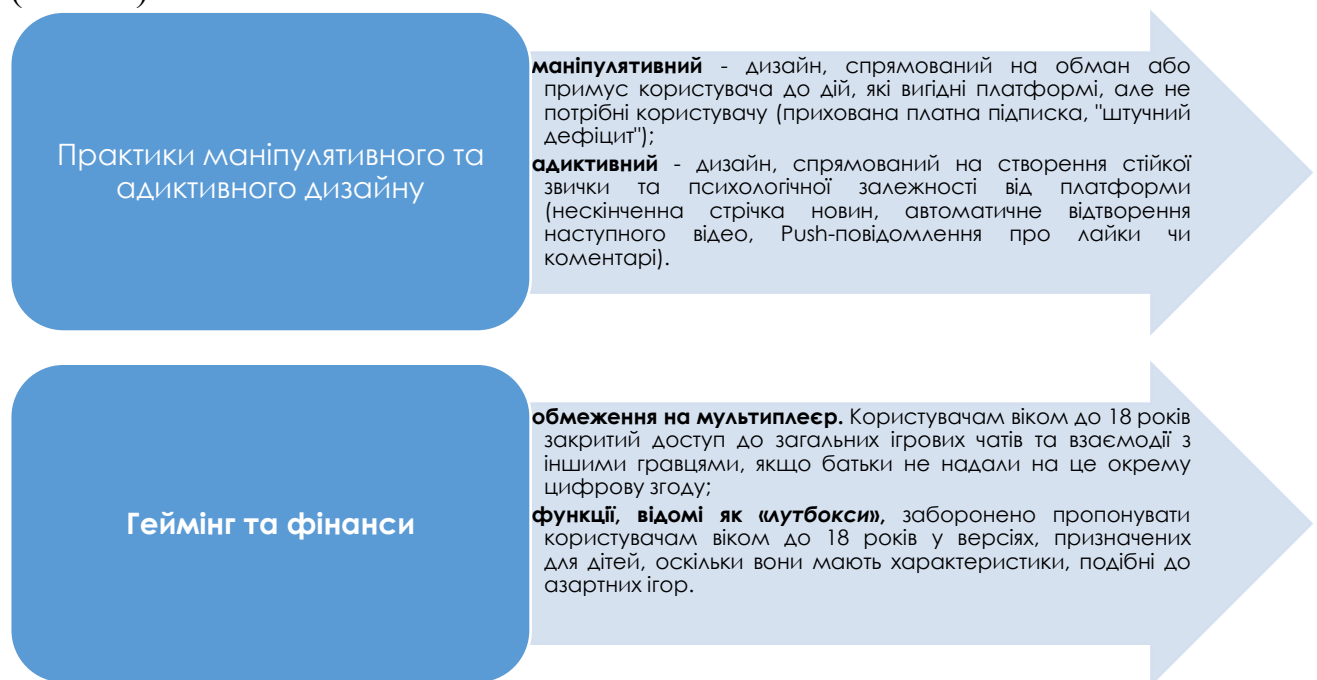 Практики маніпулятивного та
адиктивного дизайну
маніпулятивний - дизайн, спрямований на обман або
примус користувача до дій, які вигідні платформі, але не
потрібні користувачу (прихована платна підписка, "штучний
дефіцит");
адиктивний - дизайн, спрямований на створення стійкої
звички та психологічної залежності від платформи
(нескінченна стрічка новин, автоматичне відтворення
наступного відео, Push-повідомлення про лайки чи
коментарі).
Геймінг та фінанси
обмеження на мультиплеєр. Користувачам віком до 18 років
закритий доступ до загальних ігрових чатів та взаємодії з
іншими гравцями, якщо батьки не надали на це окрему
цифрову згоду;
функції, відомі як «лутбокси», заборонено пропонувати
користувачам віком до 18 років у версіях, призначених
для дітей, оскільки вони мають характеристики, подібні до
азартних ігор.